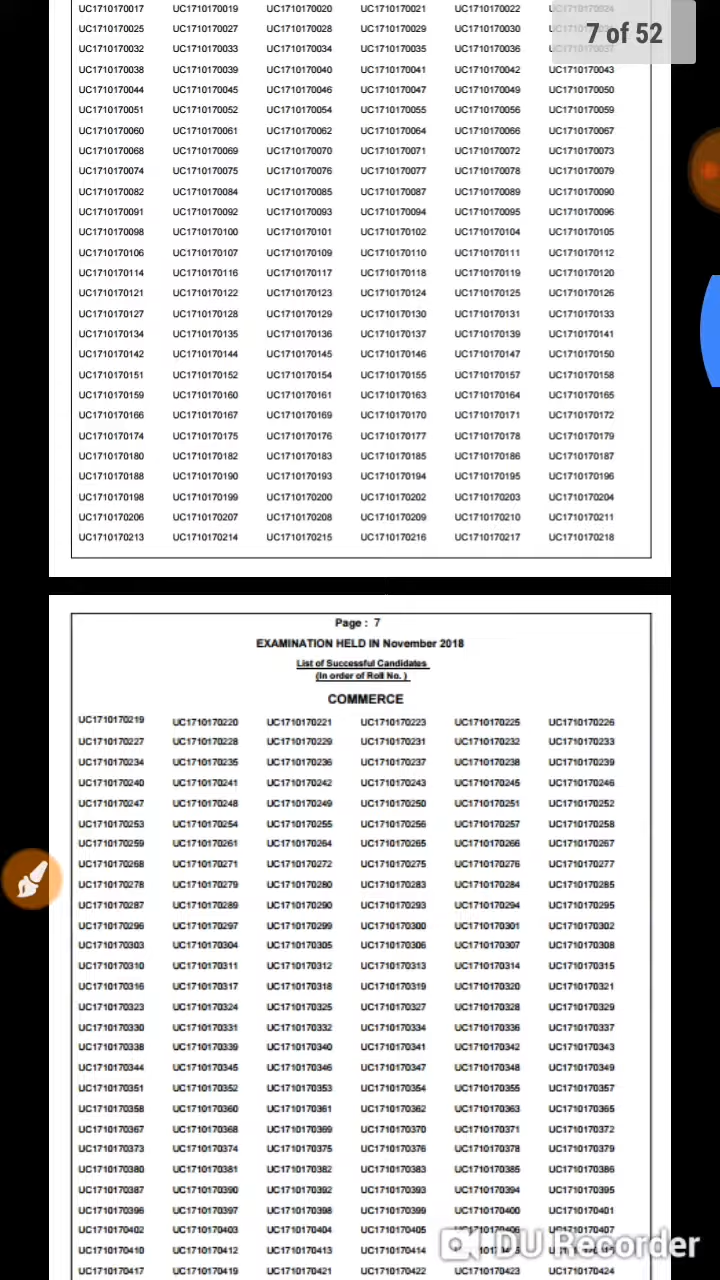 UC1710170017 UC1710170019 UC1710170020 UC1710170021 UC1710170022
7 of 52
UC1710170025 UC1710170027 UC1710170028 UC1710170029 UC1710170030
UC1710170032 UC1710170033 UC1710170034 UC1710170035 UC1710170036
UC1710170038 UC1710170039 UC1710170040 UC1710170041 UC1710170042 UC1710170043
UC1710170044 UC1710170045 UC1710170046 UC1710170047 UC1710170049 UC1710170050
UC1710170051 UC1710170052 UC1710170054 UC1710170055 UC1710170056 UC1710170059
UC1710170060 UC1710170061 UC1710170062 UC1710170064 UC1710170066 UC1710170067
UC1710170068 UC1710170069 UC1710170070 UC1710170071 UC1710170072 UC1710170073
UC1710170074 UC1710170075 UC1710170076 UC1710170077 UC1710170078 UC1710170079
UC1710170082 UC1710170084 UC1710170085 UC1710170087 UC1710170089 UC1710170090
UC1710170091 UC1710170092 UC1710170093 UC1710170094 UC1710170095 UC1710170096
UC1710170098 UC1710170100 UC1710170101 UC1710170102 UC1710170104 UC1710170105
UC1710170106 UC1710170107 UC1710170109 UC1710170110 UC1710170111 UC1710170112
UC1710170114 UC1710170116 UC1710170117 UC1710170118 UC1710170119 UC1710170120
UC1710170121 UC1710170122 UC1710170123 UC1710170124 UC1710170125 UC1710170126
UC1710170127 UC1710170128 UC1710170129 UC1710170130 UC1710170131 UC1710170133
UC1710170134 UC1710170135 UC1710170136 UC1710170137 UC1710170139 UC1710170141
UC1710170142 UC1710170144 UC1710170145 UC1710170146 UC1710170147 UC1710170150
UC1710170151 UC1710170152 UC1710170154 UC1710170155 UC1710170157 UC1710170158
UC1710170159 UC1710170160 UC1710170161 UC1710170163 UC1710170164 UC1710170165
UC1710170166 UC1710170167 UC1710170169 UC1710170170 UC1710170171 UC1710170172
UC1710170174 UC1710170175 UC1710170176 UC1710170177 UC1710170178 UC1710170179
UC1710170180 UC1710170182 UC1710170183 UC1710170185 UC1710170186 UC1710170187
UC1710170188 UC1710170190 UC1710170193 UC1710170194 UC1710170195 UC1710170196
UC1710170198 UC1710170199 UC1710170200 UC1710170202 UC1710170203 UC1710170204
UC1710170206 UC1710170207 UC1710170208 UC1710170209 UC1710170210 UC1710170211
UC1710170213 UC1710170214 UC1710170215 UC1710170216 UC1710170217 UC1710170218
Page : 7
EXAMINATION HELD IN November 2018
List of Successful Candidates
(In order of Roll No. )
COMMERCE
UC1710170219 UC1710170220 UC1710170221 UC1710170223 UC1710170225 UC1710170226
UC1710170227 UC1710170228 UC1710170229 UC1710170231 UC1710170232 UC1710170233
UC1710170234 UC1710170235 UC1710170236 UC1710170237 UC1710170238 UC1710170239
UC1710170240 UC1710170241 UC1710170242 UC1710170243 UC1710170245 UC1710170246
UC1710170247 UC1710170248 UC1710170249 UC1710170250 UC1710170251 UC1710170252
UC1710170253 UC1710170254 UC1710170255 UC1710170256 UC1710170257 UC1710170258
UC1710170259 UC1710170261 UC1710170264 UC1710170265 UC1710170266 UC1710170267
UC1710170268 UC1710170271 UC1710170272 UC1710170275 UC1710170276 UC1710170277
UC1710170278 UC1710170279 UC1710170280 UC1710170283 UC1710170284 UC1710170285
UC1710170287 UC1710170289 UC1710170290 UC1710170293 UC1710170294 UC1710170295
UC1710170296 UC1710170297 UC1710170299 UC1710170300 UC1710170301 UC1710170302
UC1710170303 UC1710170304 UC1710170305 UC1710170306 UC1710170307 UC1710170308
UC1710170310 UC1710170311 UC1710170312 UC1710170313 UC1710170314 UC1710170315
UC1710170316 UC1710170317 UC1710170318 UC1710170319 UC1710170320 UC1710170321
UC1710170323 UC1710170324 UC1710170325 UC1710170327 UC1710170328 UC1710170329
UC1710170330 UC1710170331 UC1710170332 UC1710170334 UC1710170336 UC1710170337
UC1710170338 UC1710170339 UC1710170340 UC1710170341 UC1710170342 UC1710170343
UC1710170344 UC1710170345 UC1710170346 UC1710170347 UC1710170348 UC1710170349
UC1710170351 UC1710170352 UC1710170353 UC1710170354 UC1710170355 UC1710170357
UC1710170358 UC1710170360 UC1710170361 UC1710170362 UC1710170363 UC1710170365
UC1710170367 UC1710170368 UC1710170369 UC1710170370 UC1710170371 UC1710170372
UC1710170373 UC1710170374 UC1710170375 UC1710170376 UC1710170378 UC1710170379
UC1710170380 UC1710170381 UC1710170382 UC1710170383 UC1710170385 UC1710170386
UC1710170387 UC1710170390 UC1710170392 UC1710170393 UC1710170394 UC1710170395
UC1710170396 UC1710170397 UC1710170398 UC1710170399 UC1710170400 UC1710170401
UC1710170402 UC1710170403 UC1710170404 UC1710170405 UC1710170406 UC1710170407
UC1710170410 UC1710170412 UC1710170413 UC1710170414
DU Recorder
UC1710170417 UC1710170419 UC1710170421 UC1710170422 UC1710170423 UC1710170424